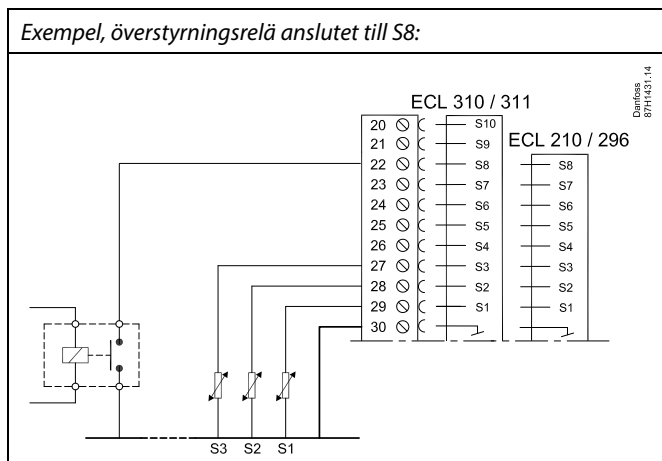 Exempel, överstyrningsrelä anslutet till S8:
Danfoss
87H1431.14
ECL 310 / 311
ECL 210 / 296
20 S10
21 S9
22 S8 S8
23 S7 S7
24 S6 S6
25 S5 S5
26 S4 S4
27 S3 S3
28 S2 S2
29 S1 S1
30
S3 S2 S1